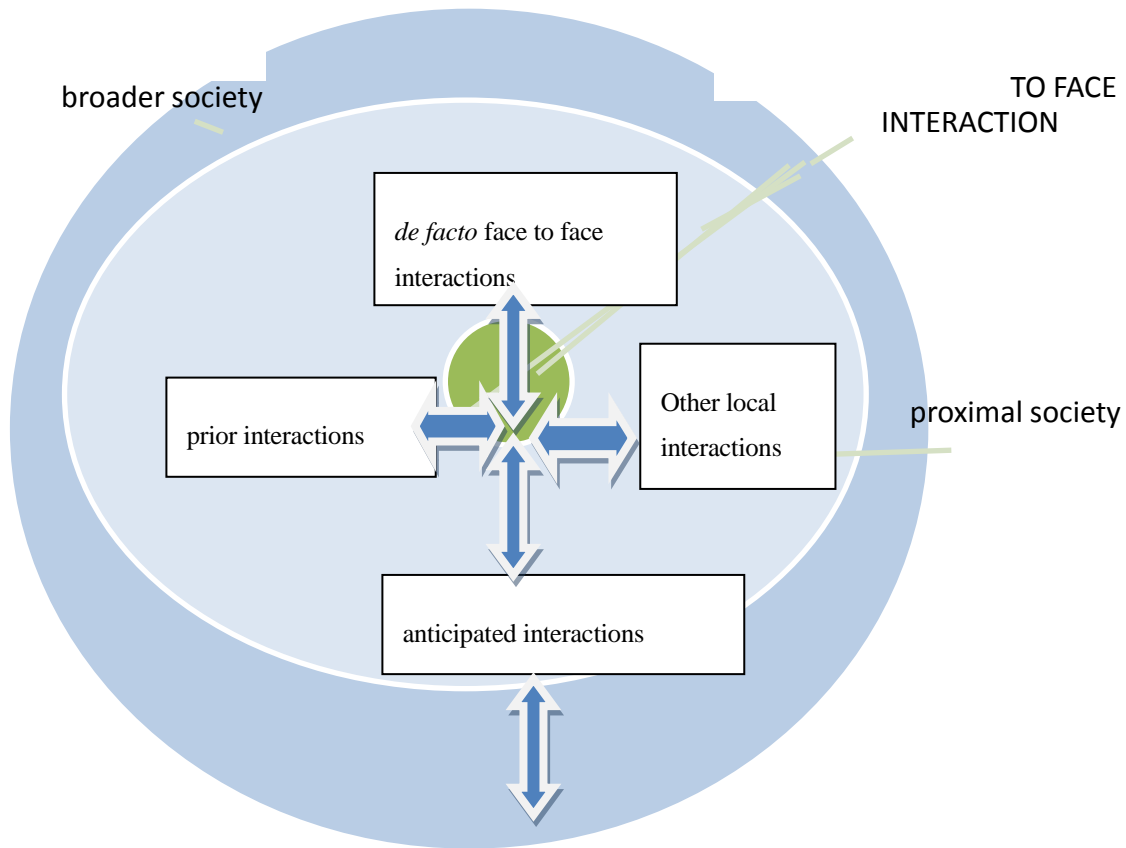 broader society
TO FACE
INTERACTION
de facto face to face
interactions
prior interactions
Other local
interactions
proximal society
anticipated interactions